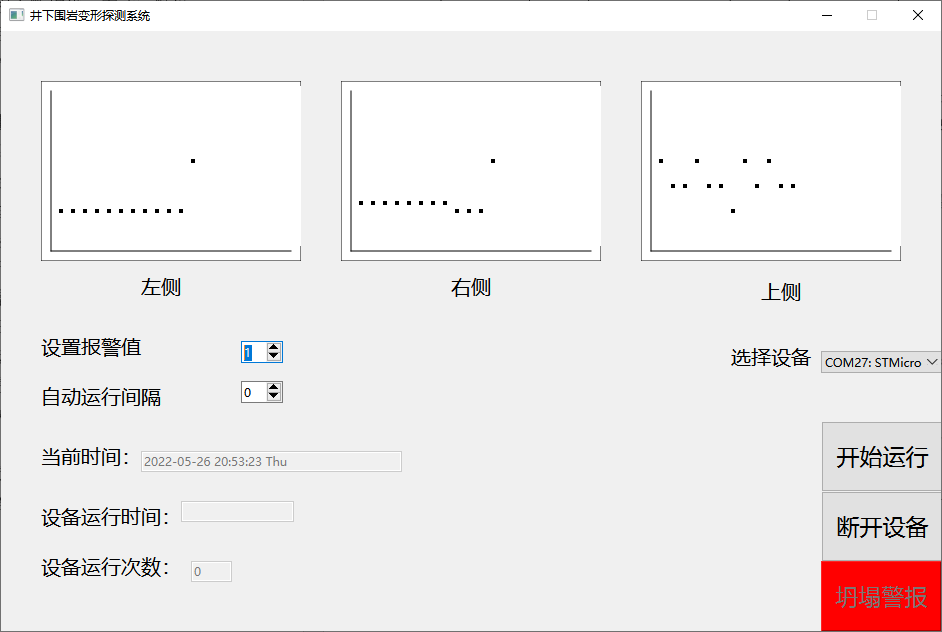 井下围岩变形探测系统
左侧
右侧
上侧
设置报警值 1
选择设备 COM27: STMicro
自动运行间隔 0
当前时间： 2022-05-26 20:53:23 Thu
开始运行
设备运行时间：
断开设备
设备运行次数： 0
坍塌警报